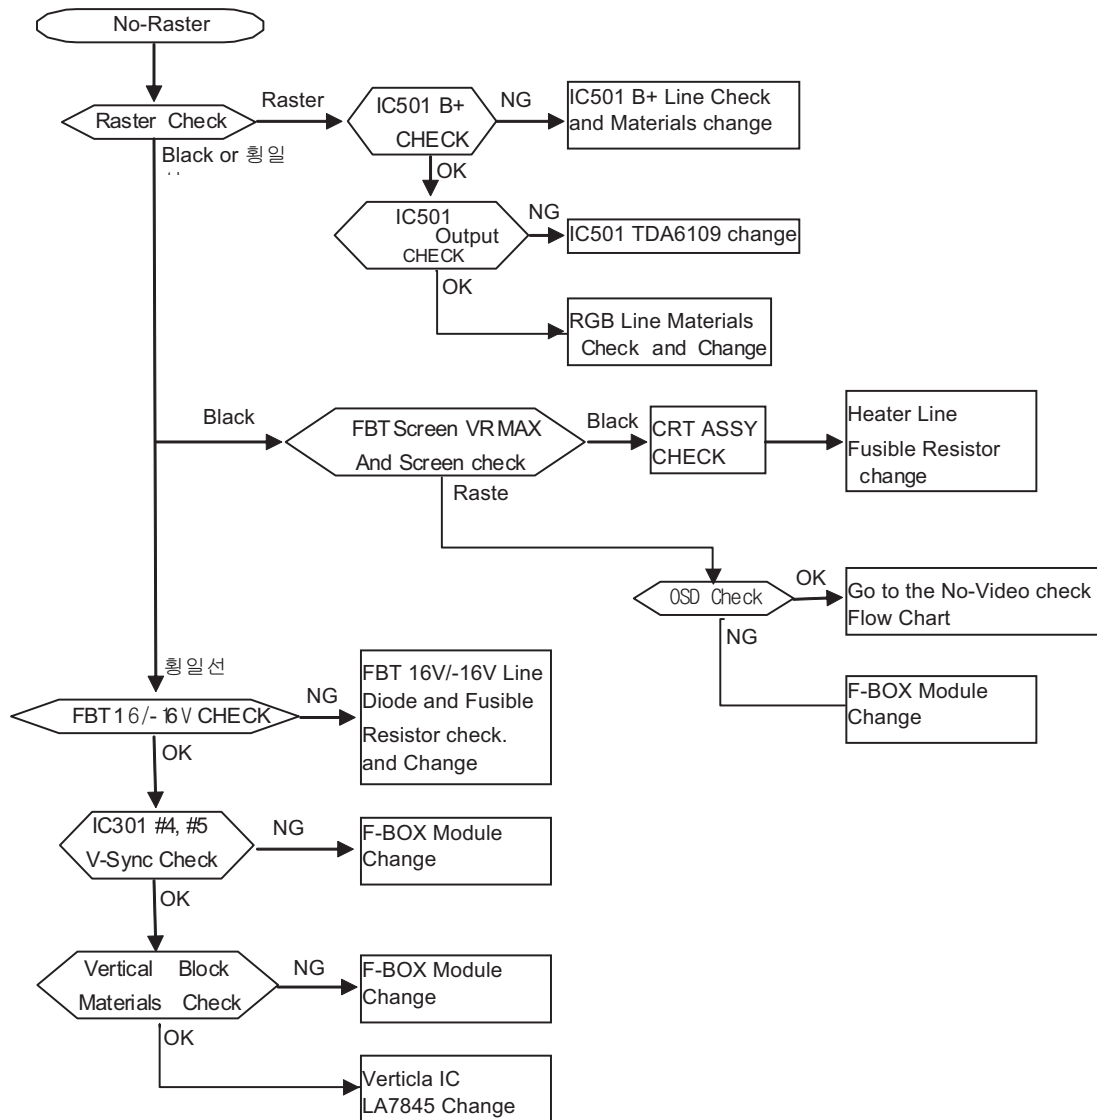 No-Raster
Raster Check
Raster
IC501 B+
CHECK
NG
IC501 B+ Line Check
and Materials change
OK
IC501
Output
CHECK
NG
IC501 TDA6109 change
OK
RGB Line Materials
Check and Change
Black or 횡일
Black
FBT Screen VR MAX
And Screen check
Black
CRT ASSY
CHECK
Heater Line
Fusible Resistor
change
Raste
OSD Check
OK
Go to the No-Video check
Flow Chart
NG
F-BOX Module
Change
횡일선
FBT 16/-16V CHECK
NG
FBT 16V/-16V Line
Diode and Fusible
Resistor check.
and Change
OK
IC301 #4, #5
V-Sync Check
NG
F-BOX Module
Change
OK
Vertical Block
Materials Check
NG
F-BOX Module
Change
OK
Verticla IC
LA7845 Change